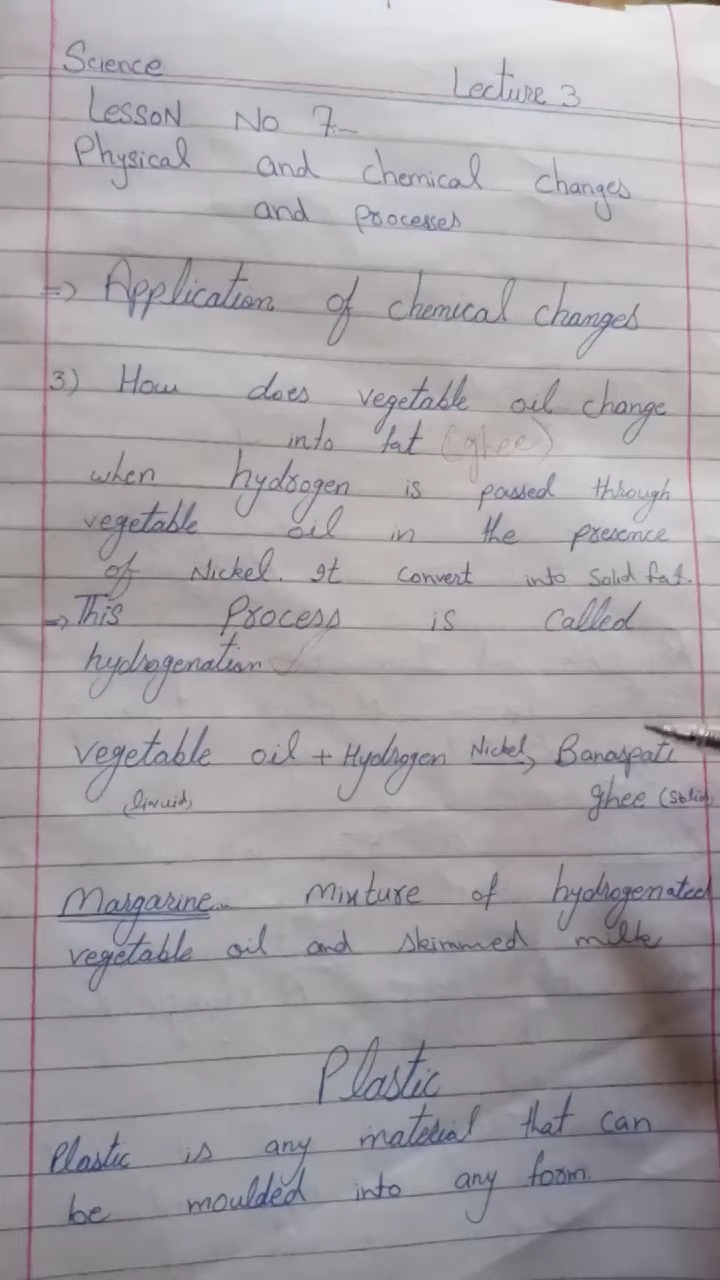 Science
Lecture 3
Lesson No 7-
Physical and chemical changes
and processes
=> Application of chemical changes
3) How does vegetable oil change
into fat (ghee)
when hydrogen is passed through
vegetable oil in the presence
of Nickel. It convert into solid fat.
=> This process is called
hydrogenation
vegetable oil + Hydrogen Nickel, Banaspati
(liquid) ghee (solid)
Margarine.. Mixture of hydrogenated
vegetable oil and skimmed milk
Plastic
Plastic is any material that can
be moulded into any form.